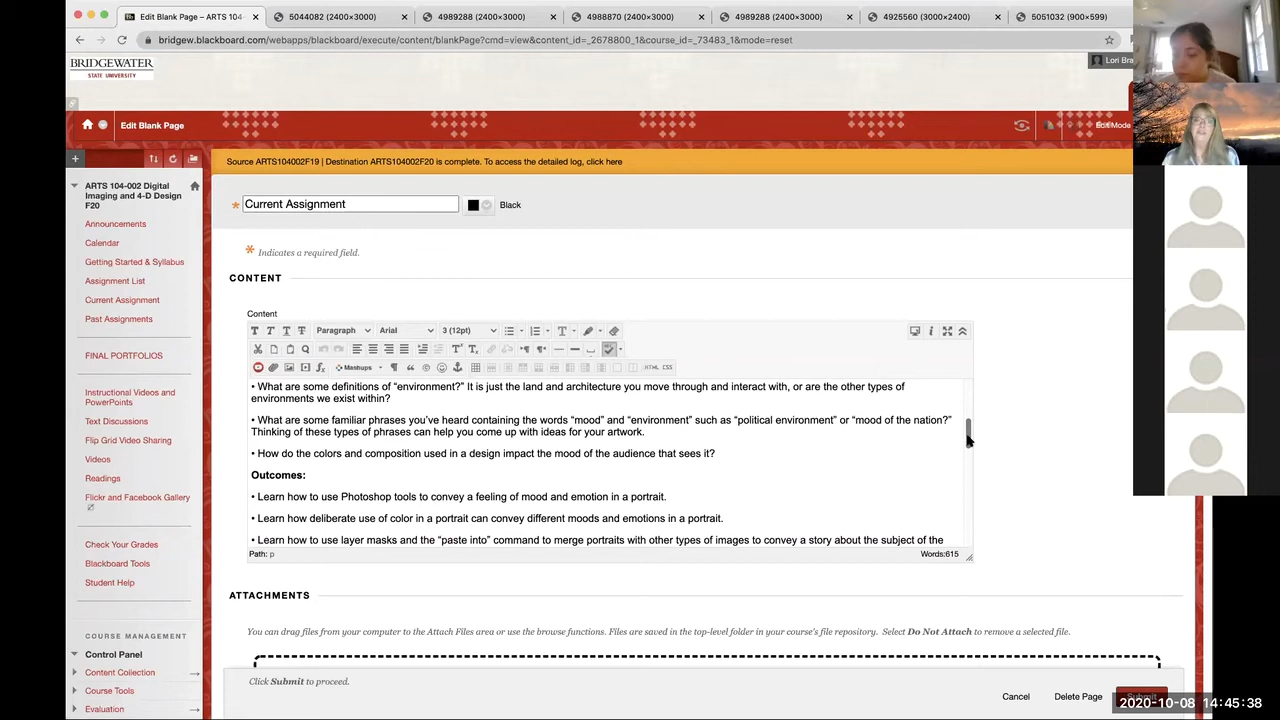 Edit Blank Page – ARTS 104-
5044082 (2400×3000)
4989288 (2400×3000)
4988870 (2400×3000)
4989288 (2400×3000)
4925560 (3000×2400)
5051032 (900×599)
bridgew.blackboard.com/webapps/blackboard/execute/content/blankPage?cmd=view&content_id=_2678800_1&course_id=_73483_1&mode=reset
BRIDGEWATER
STATE UNIVERSITY
Lori Bra
Edit Blank Page
Edit Mode
Source ARTS104002F19 | Destination ARTS104002F20 is complete. To access the detailed log, click here
ARTS 104-002 Digital
Imaging and 4-D Design
F20
Announcements
Calendar
Getting Started & Syllabus
Assignment List
Current Assignment
Past Assignments
FINAL PORTFOLIOS
Instructional Videos and
PowerPoints
Text Discussions
Flip Grid Video Sharing
Videos
Readings
Flickr and Facebook Gallery
Check Your Grades
Blackboard Tools
Student Help
COURSE MANAGEMENT
Control Panel
Content Collection
Course Tools
Evaluation
Current Assignment
Black
Indicates a required field.
CONTENT
Content
T T T T Paragraph Arial 3 (12pt)
Mashups
HTML CSS
• What are some definitions of “environment?” It is just the land and architecture you move through and interact with, or are the other types of
environments we exist within?
• What are some familiar phrases you’ve heard containing the words “mood” and “environment” such as “political environment” or “mood of the nation?”
Thinking of these types of phrases can help you come up with ideas for your artwork.
• How do the colors and composition used in a design impact the mood of the audience that sees it?
Outcomes:
• Learn how to use Photoshop tools to convey a feeling of mood and emotion in a portrait.
• Learn how deliberate use of color in a portrait can convey different moods and emotions in a portrait.
• Learn how to use layer masks and the “paste into” command to merge portraits with other types of images to convey a story about the subject of the
Path: p
Words:615
ATTACHMENTS
You can drag files from your computer to the Attach Files area or use the browse functions. Files are saved in the top-level folder in your course's file repository. Select Do Not Attach to remove a selected file.
Click Submit to proceed.
Cancel
Delete Page
Submit
2020-10-08 14:45:38